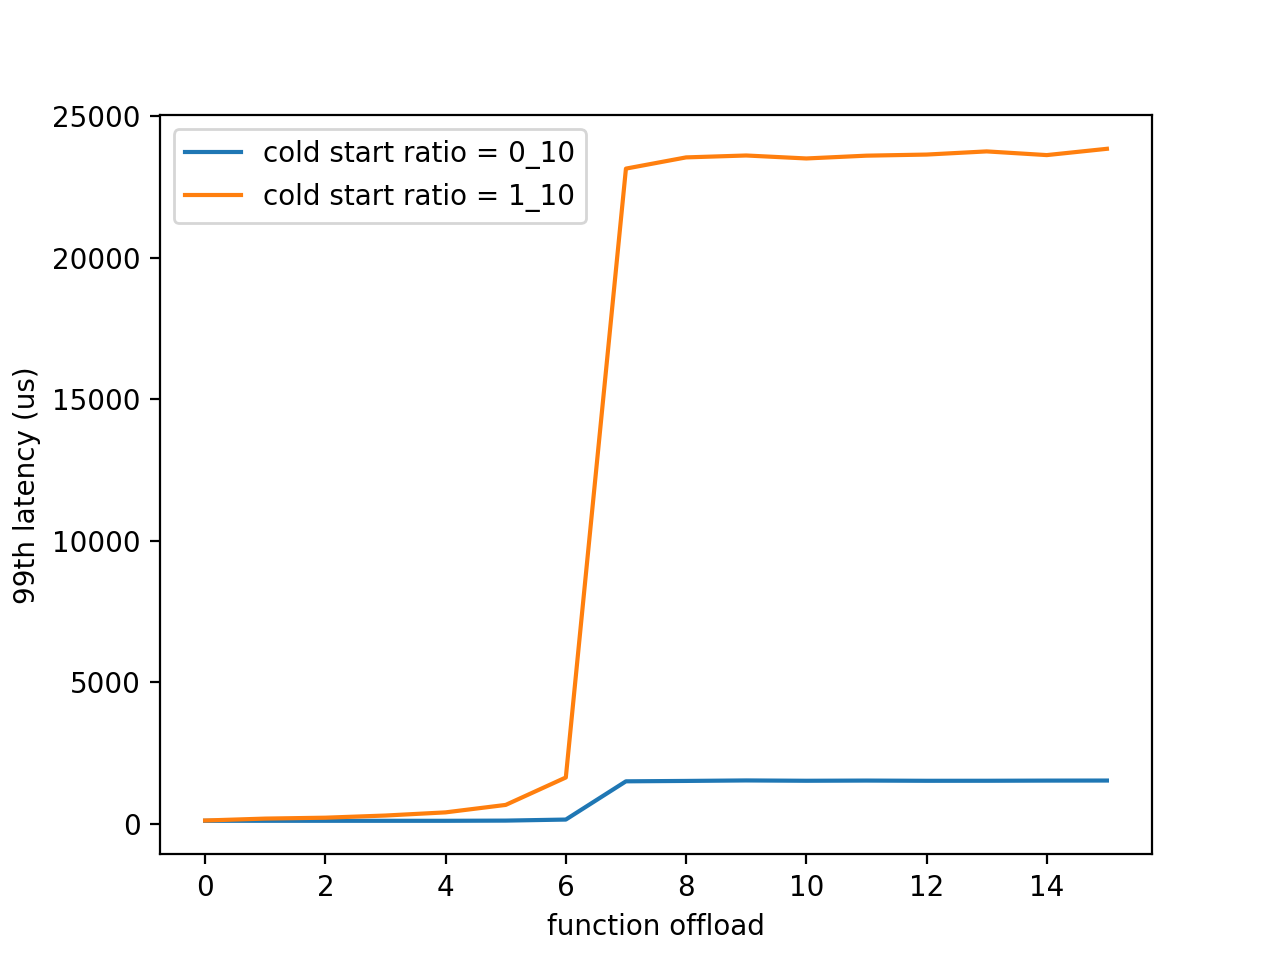 25000
20000
15000
10000
5000
0
99th latency (us)
cold start ratio = 0_10
cold start ratio = 1_10
0 2 4 6 8 10 12 14
function offload